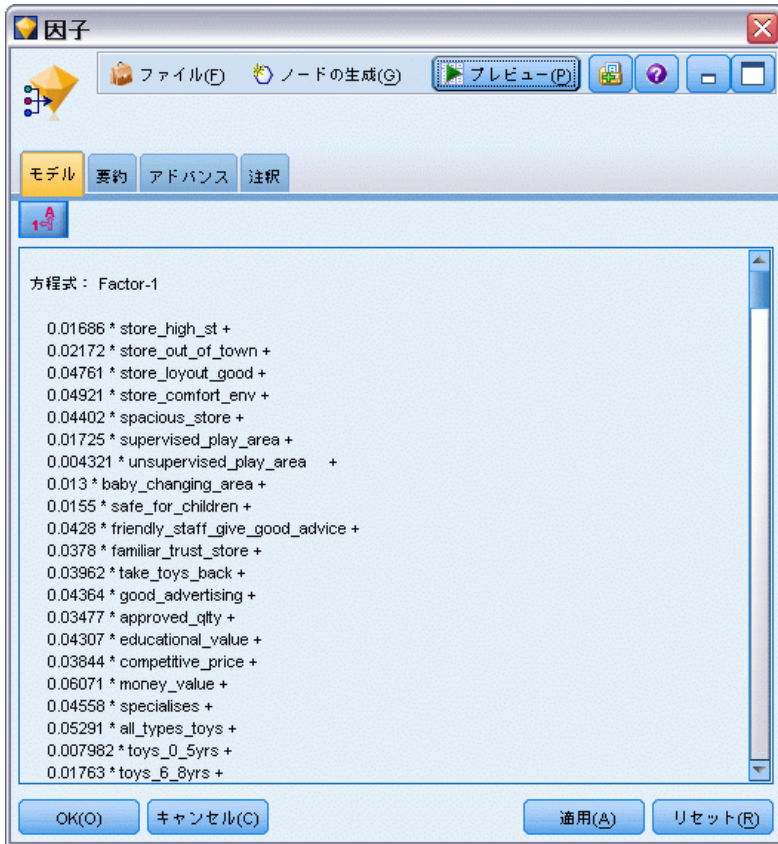 因子
ファイル(F) ノードの生成(G) プレビュー(P)
モデル 要約 アドバンス 注釈
方程式： Factor-1
0.01686 * store_high_st +
0.02172 * store_out_of_town +
0.04761 * store_loyout_good +
0.04921 * store_comfort_env +
0.04402 * spacious_store +
0.01725 * supervised_play_area +
0.004321 * unsupervised_play_area +
0.013 * baby_changing_area +
0.0155 * safe_for_children +
0.0428 * friendly_staff_give_good_advice +
0.0378 * familiar_trust_store +
0.03962 * take_toys_back +
0.04364 * good_advertising +
0.03477 * approved_qlty +
0.04307 * educational_value +
0.03844 * competitive_price +
0.06071 * money_value +
0.04558 * specialises +
0.05291 * all_types_toys +
0.007982 * toys_0_5yrs +
0.01763 * toys_6_8yrs +
OK(O) キャンセル(C) 適用(A) リセット(R)